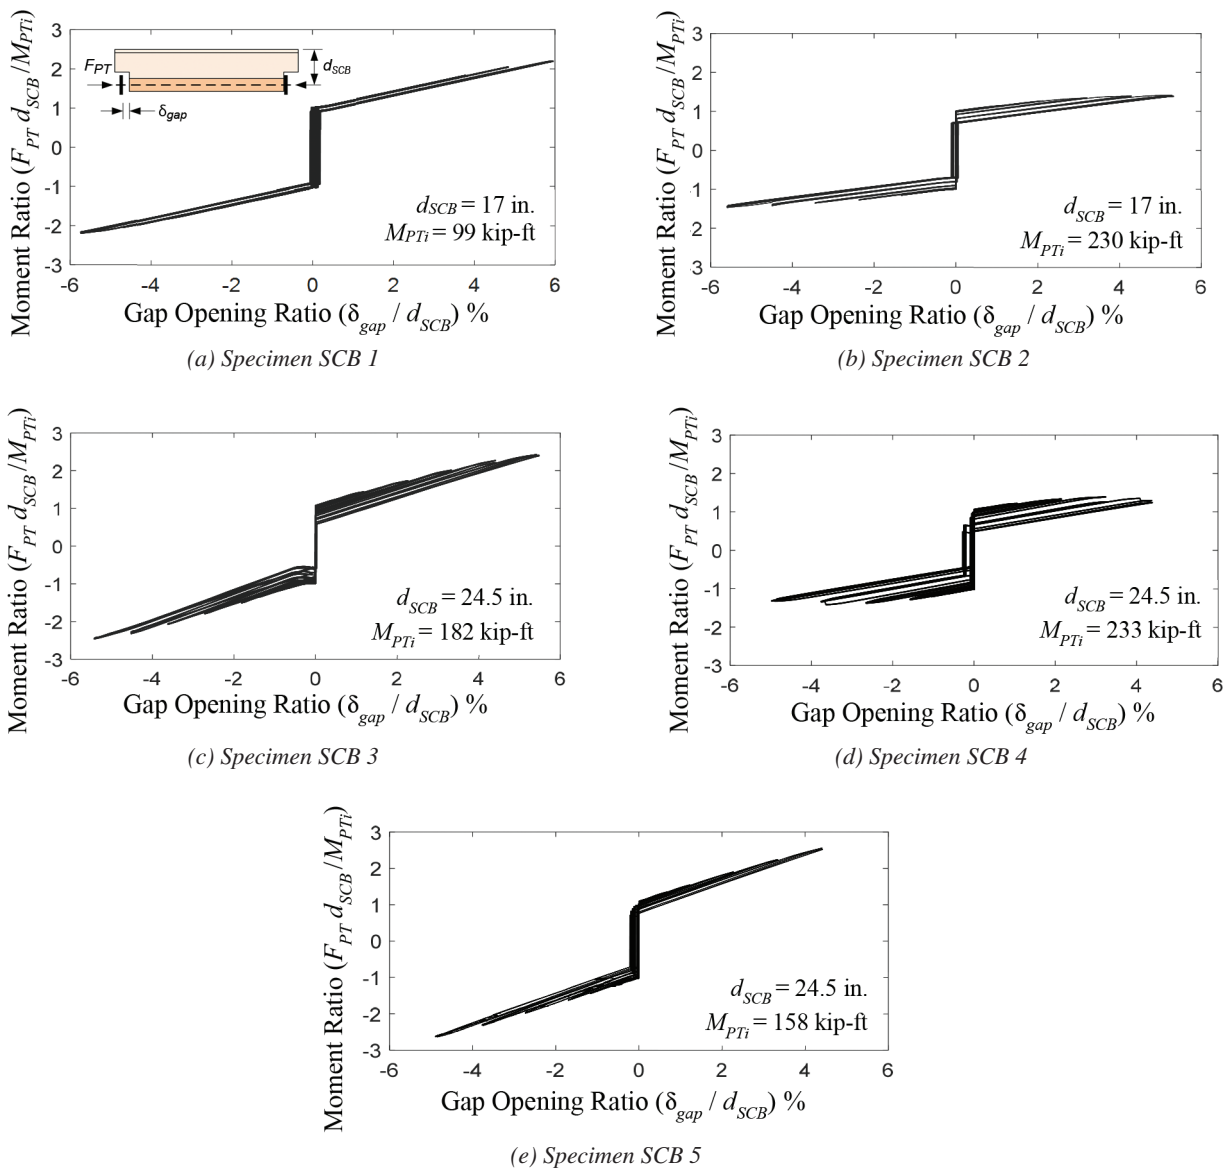 Moment Ratio (F_PT d_SCB/M_PTi)
3
2
1
0
-1
-2
-3
F_PT
d_SCB
δ_gap
d_SCB = 17 in.
M_PTi = 99 kip-ft
-6 -4 -2 0 2 4 6
Gap Opening Ratio (δ_gap / d_SCB) %
(a) Specimen SCB 1
Moment Ratio (F_PT d_SCB/M_PTi)
3
2
1
0
1
2
3
d_SCB = 17 in.
M_PTi = 230 kip-ft
-6 -4 -2 0 2 4 6
Gap Opening Ratio (δ_gap / d_SCB) %
(b) Specimen SCB 2
Moment Ratio (F_PT d_SCB/M_PTi)
3
2
1
0
-1
-2
-3
d_SCB = 24.5 in.
M_PTi = 182 kip-ft
-6 -4 -2 0 2 4 6
Gap Opening Ratio (δ_gap / d_SCB) %
(c) Specimen SCB 3
Moment Ratio (F_PT d_SCB/M_PTi)
3
2
1
0
-1
-2
-3
d_SCB = 24.5 in.
M_PTi = 233 kip-ft
-6 -4 -2 0 2 4 6
Gap Opening Ratio (δ_gap / d_SCB) %
(d) Specimen SCB 4
Moment Ratio (F_PT d_SCB/M_PTi)
3
2
1
0
-1
-2
-3
d_SCB = 24.5 in.
M_PTi = 158 kip-ft
-6 -4 -2 0 2 4 6
Gap Opening Ratio (δ_gap / d_SCB) %
(e) Specimen SCB 5